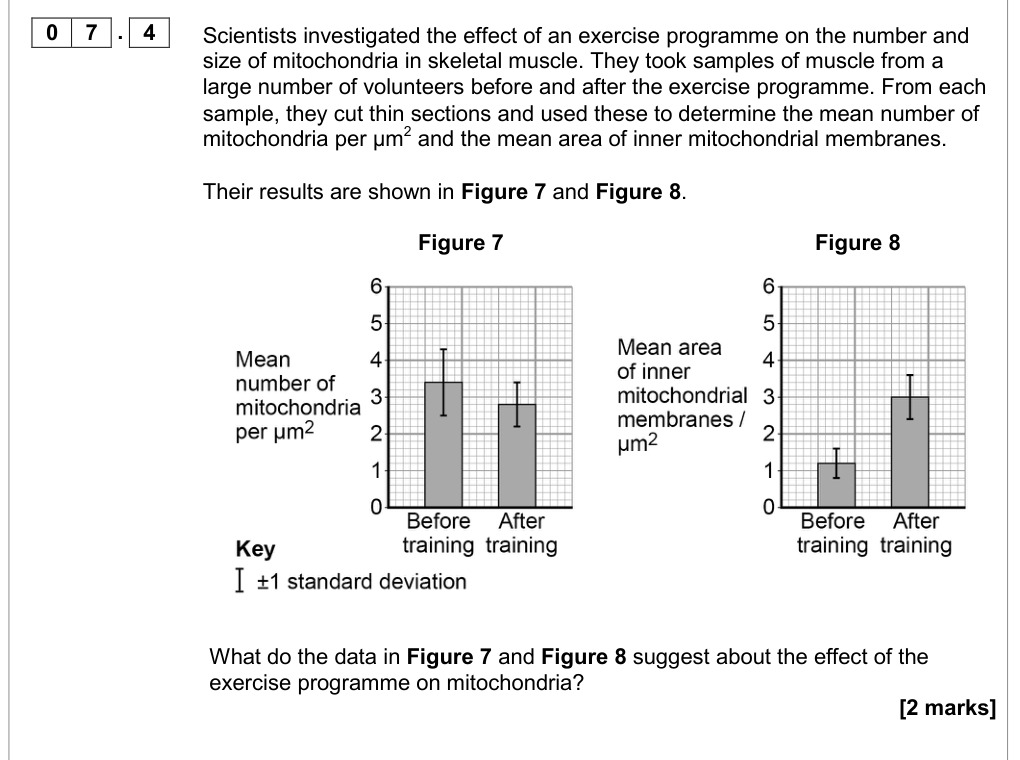 0 7 . 4
Scientists investigated the effect of an exercise programme on the number and
size of mitochondria in skeletal muscle. They took samples of muscle from a
large number of volunteers before and after the exercise programme. From each
sample, they cut thin sections and used these to determine the mean number of
mitochondria per µm² and the mean area of inner mitochondrial membranes.
Their results are shown in Figure 7 and Figure 8.
Figure 7
6
5
4
3
2
1
0
Mean
number of
mitochondria
per µm²
Before After
training training
Key
±1 standard deviation
Figure 8
6
5
4
3
2
1
0
Mean area
of inner
mitochondrial
membranes /
µm²
Before After
training training
What do the data in Figure 7 and Figure 8 suggest about the effect of the
exercise programme on mitochondria?
[2 marks]